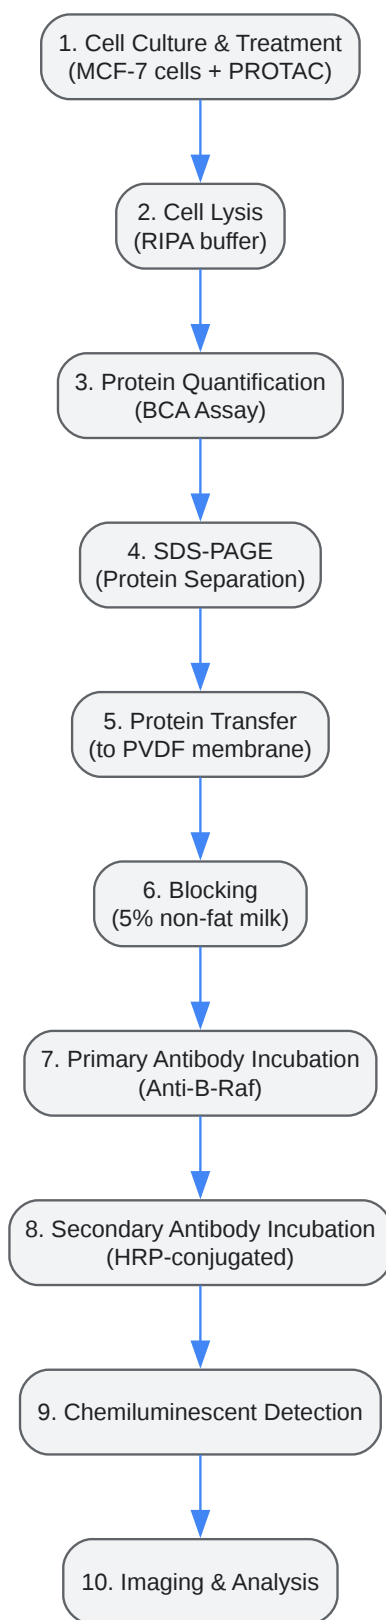 1. Cell Culture & Treatment
(MCF-7 cells + PROTAC)
2. Cell Lysis
(RIPA buffer)
3. Protein Quantification
(BCA Assay)
4. SDS-PAGE
(Protein Separation)
5. Protein Transfer
(to PVDF membrane)
6. Blocking
(5% non-fat milk)
7. Primary Antibody Incubation
(Anti-B-Raf)
8. Secondary Antibody Incubation
(HRP-conjugated)
9. Chemiluminescent Detection
10. Imaging & Analysis